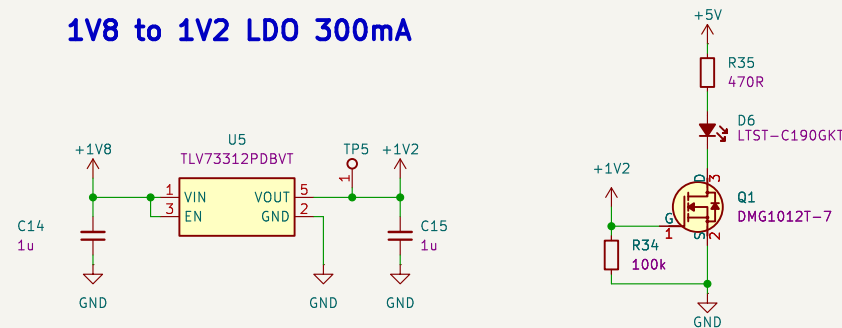 1V8 to 1V2 LDO 300mA
+1V8
U5
TLV73312PDBVT
1 VIN
3 EN
VOUT 5
GND 2
TP5
1
+1V2
C14
1u
C15
1u
GND
GND
GND
+5V
R35
470R
D6
LTST-C190GKT
+1V2
D 3
G
1
S 2
Q1
DMG1012T-7
R34
100k
GND